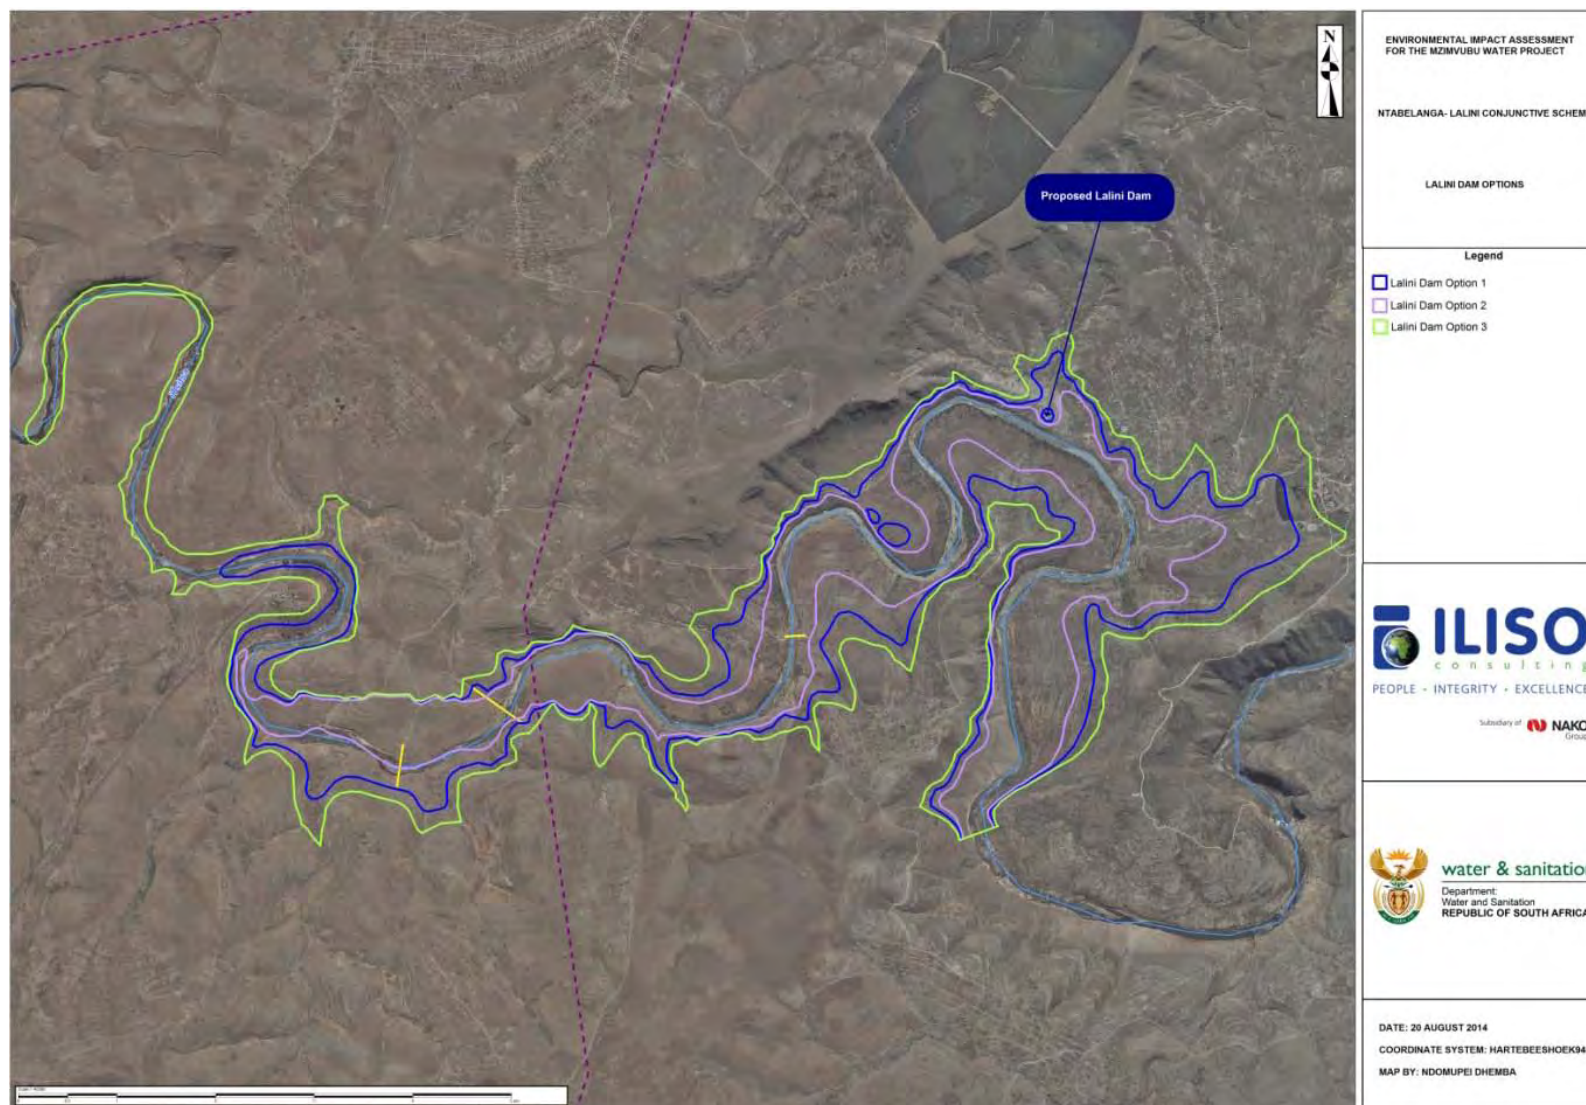 N
Proposed Lalini Dam
ENVIRONMENTAL IMPACT ASSESSMENT
FOR THE MZIMVUBU WATER PROJECT
NTABELANGA- LALINI CONJUNCTIVE SCHEM
LALINI DAM OPTIONS
Legend
Lalini Dam Option 1
Lalini Dam Option 2
Lalini Dam Option 3
ILISO
consulting
PEOPLE - INTEGRITY - EXCELLENCE
Subsidiary of NAKO
Group
water & sanitation
Department:
Water and Sanitation
REPUBLIC OF SOUTH AFRICA
DATE: 20 AUGUST 2014
COORDINATE SYSTEM: HARTEBEESHOEK94
MAP BY: NDOMUPEI DHEMBA